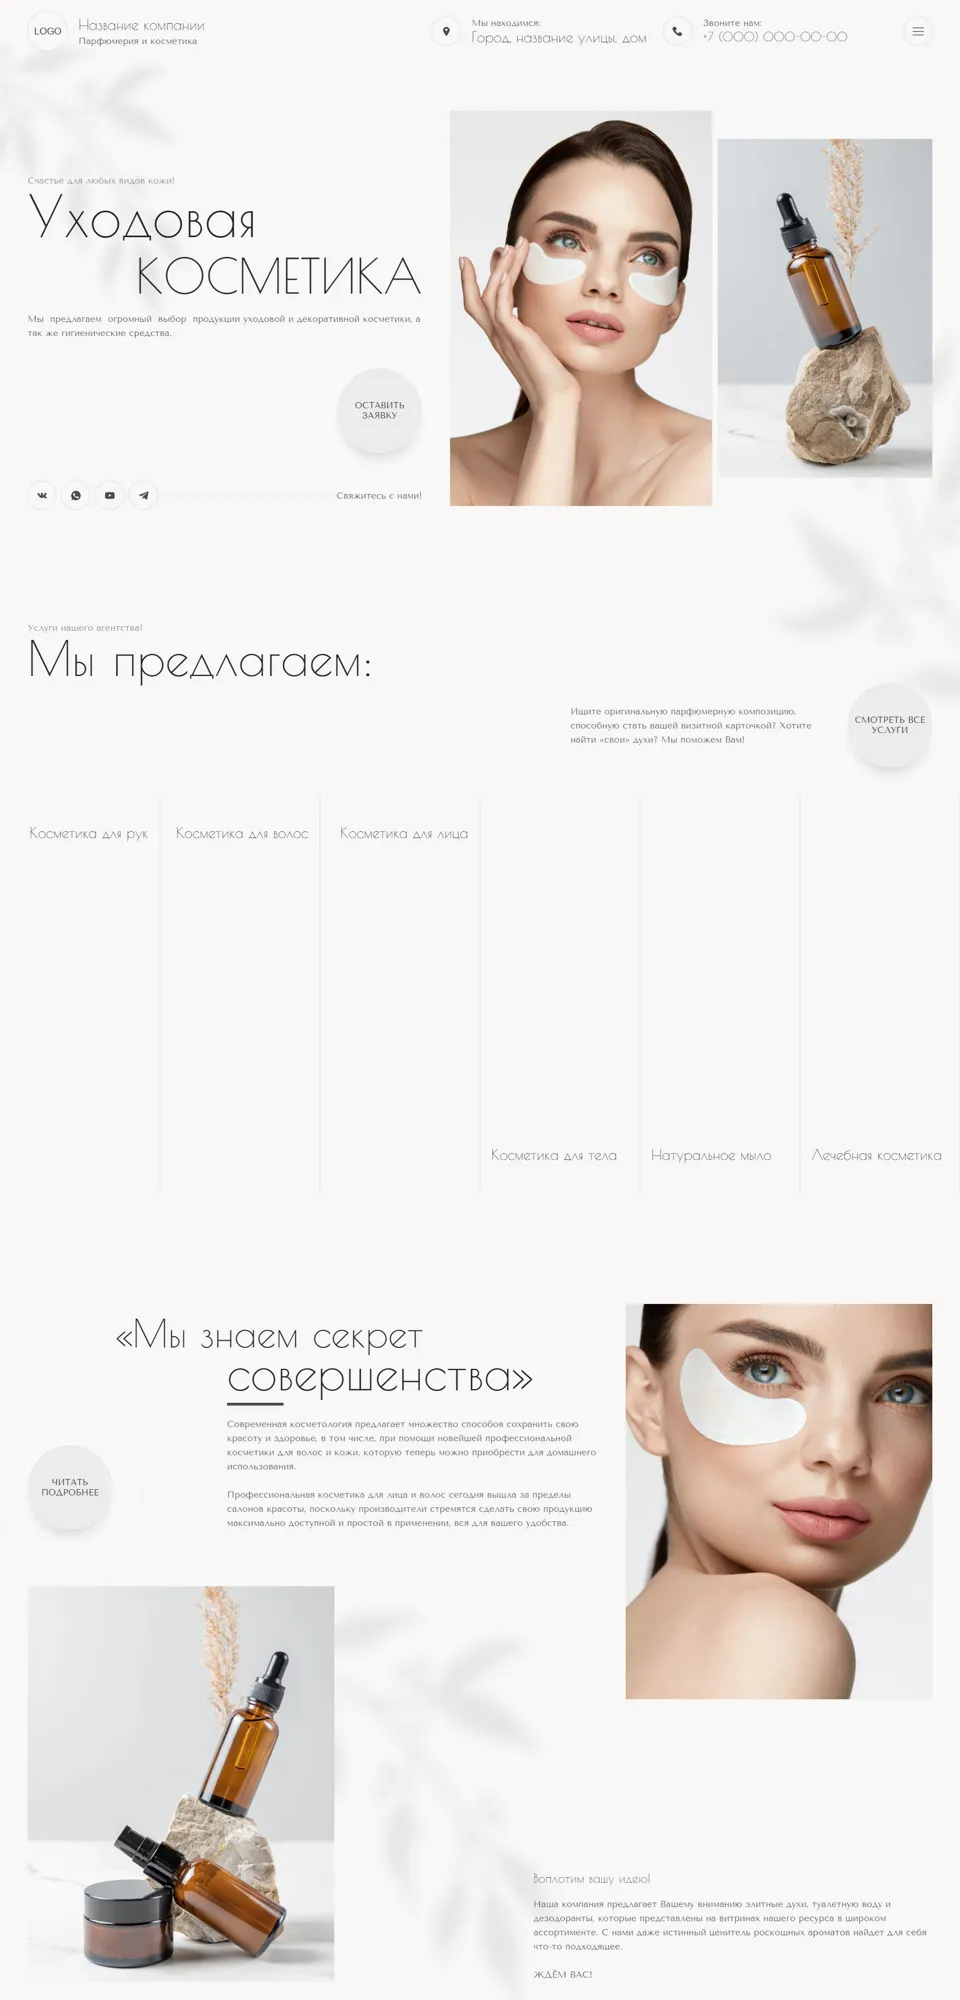 LOGO
Название компании
Парфюмерия и косметика
Мы находимся:
Город, название улицы, дом
Звоните нам:
+7 (000) 000-00-00
Счастье для любых видов кожи!
Уходовая
КОСМЕТИКА
Мы предлагаем огромный выбор продукции уходовой и декоративной косметики, а
так же гигиенические средства.
ОСТАВИТЬ
ЗАЯВКУ
Свяжитесь с нами!
Услуги нашего агентства!
Мы предлагаем:
Ищите оригинальную парфюмерную композицию,
способную стать вашей визитной карточкой? Хотите
найти «свои» духи? Мы поможем Вам!
СМОТРЕТЬ ВСЕ
УСЛУГИ
Косметика для рук
Косметика для волос
Косметика для лица
Косметика для тела
Натуральное мыло
Лечебная косметика
«Мы знаем секрет
совершенства»
Современная косметология предлагает множество способов сохранить свою
красоту и здоровье, в том числе, при помощи новейшей профессиональной
косметики для волос и кожи, которую теперь можно приобрести для домашнего
использования.
Профессиональная косметика для лица и волос сегодня вышла за пределы
салонов красоты, поскольку производители стремятся сделать свою продукцию
максимально доступной и простой в применении, вся для вашего удобства.
ЧИТАТЬ
ПОДРОБНЕЕ
Воплотим вашу идею!
Наша компания предлагает Вашему вниманию элитные духи, туалетную воду и
дезодоранты, которые представлены на витринах нашего ресурса в широком
ассортименте. С нами даже истинный ценитель роскошных ароматов найдет для себя
что-то подходящее.
ЖДЁМ ВАС!